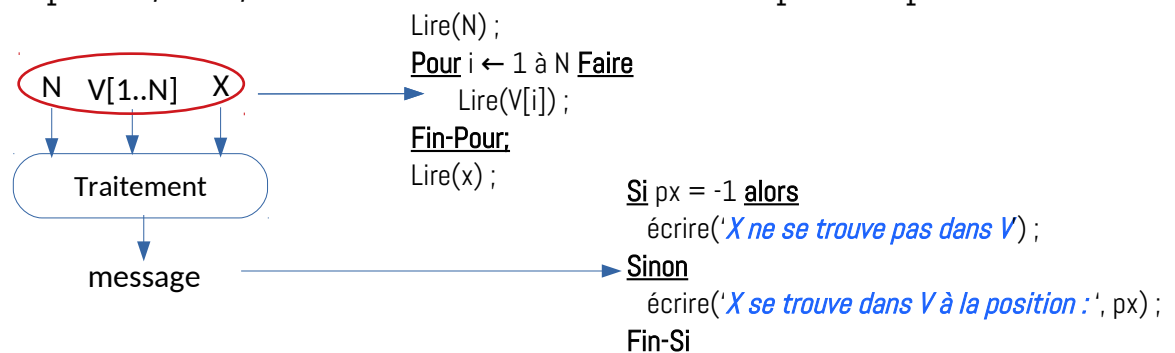 Lire(N) ;
Pour i ← 1 à N Faire
Lire(V[i]) ;
Fin-Pour;
Lire(x) ;
N V[1..N] X
Traitement
message
Si px = -1 alors
écrire('X ne se trouve pas dans V') ;
Sinon
écrire('X se trouve dans V à la position : ', px) ;
Fin-Si